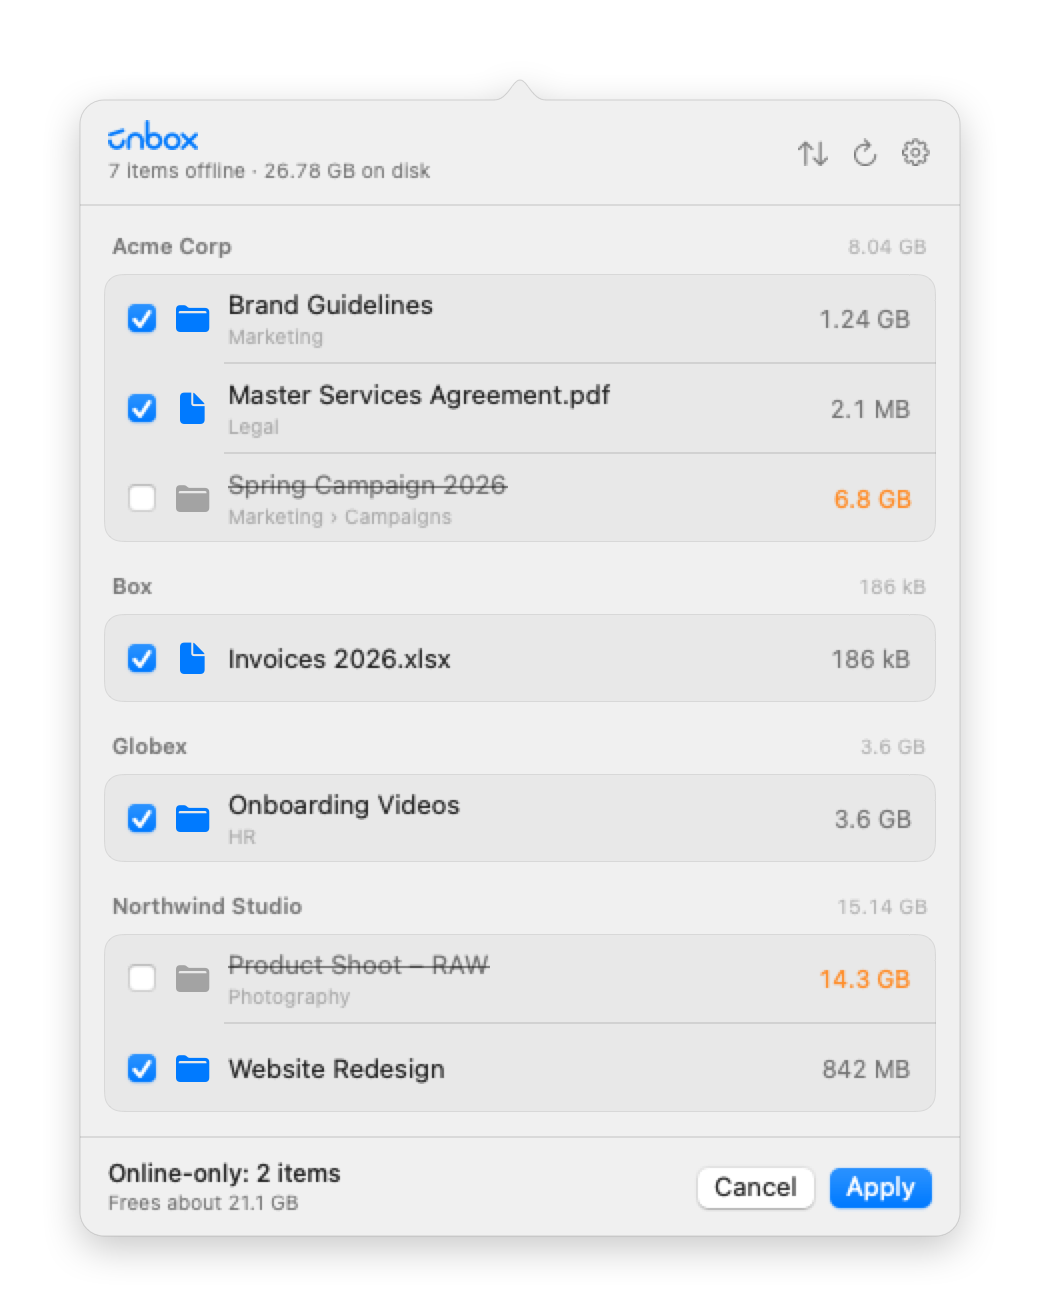 unbox
7 items offline · 26.78 GB on disk
Acme Corp 8.04 GB
Brand Guidelines 1.24 GB
Marketing
Master Services Agreement.pdf 2.1 MB
Legal
Spring Campaign 2026 6.8 GB
Marketing › Campaigns
Box 186 kB
Invoices 2026.xlsx 186 kB
Globex 3.6 GB
Onboarding Videos 3.6 GB
HR
Northwind Studio 15.14 GB
Product Shoot – RAW 14.3 GB
Photography
Website Redesign 842 MB
Online-only: 2 items
Frees about 21.1 GB
Cancel Apply